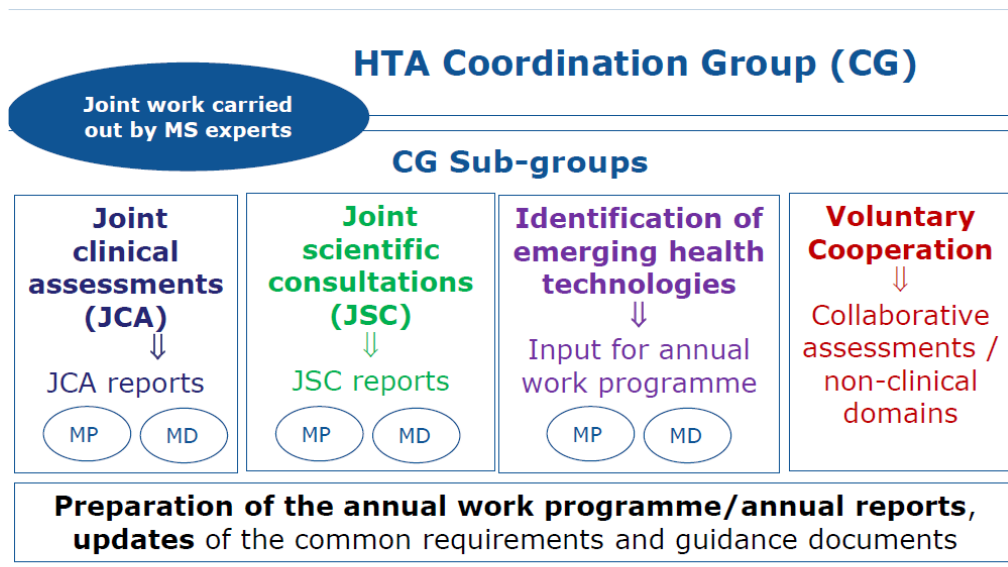 HTA Coordination Group (CG)
Joint work carried
out by MS experts
CG Sub-groups
Joint
clinical
assessments
(JCA)
⇓
JCA reports
MP
MD
Joint
scientific
consultations
(JSC)
⇓
JSC reports
MP
MD
Identification of
emerging health
technologies
⇓
Input for annual
work programme
MP
MD
Voluntary
Cooperation
⇓
Collaborative
assessments /
non-clinical
domains
Preparation of the annual work programme/annual reports,
updates of the common requirements and guidance documents